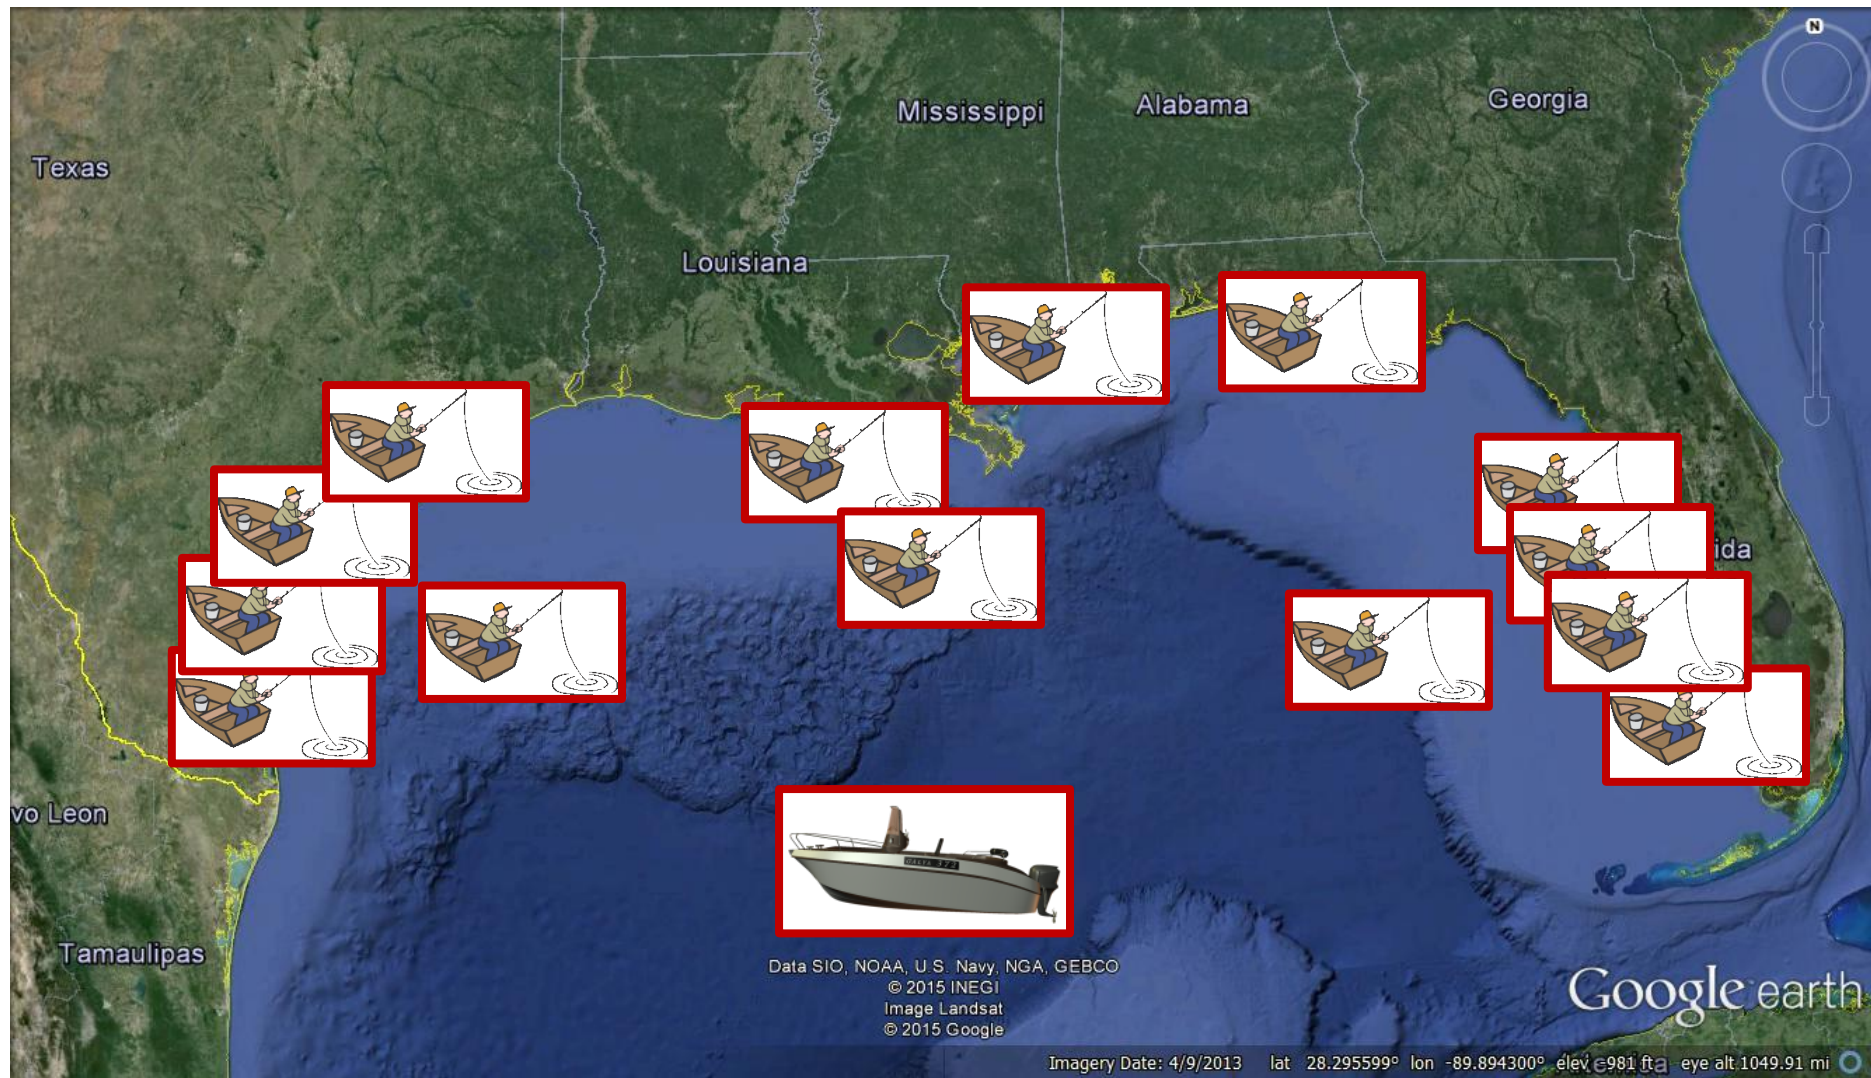 N
Mississippi
Alabama
Georgia
Texas
Louisiana
ida
vo Leon
Tamaulipas
Data SIO, NOAA, U.S. Navy, NGA, GEBCO
© 2015 INEGI
Image Landsat
© 2015 Google
Google earth
Imagery Date: 4/9/2013 lat 28.295599° lon -89.894300° elev -981 ft eye alt 1049.91 mi